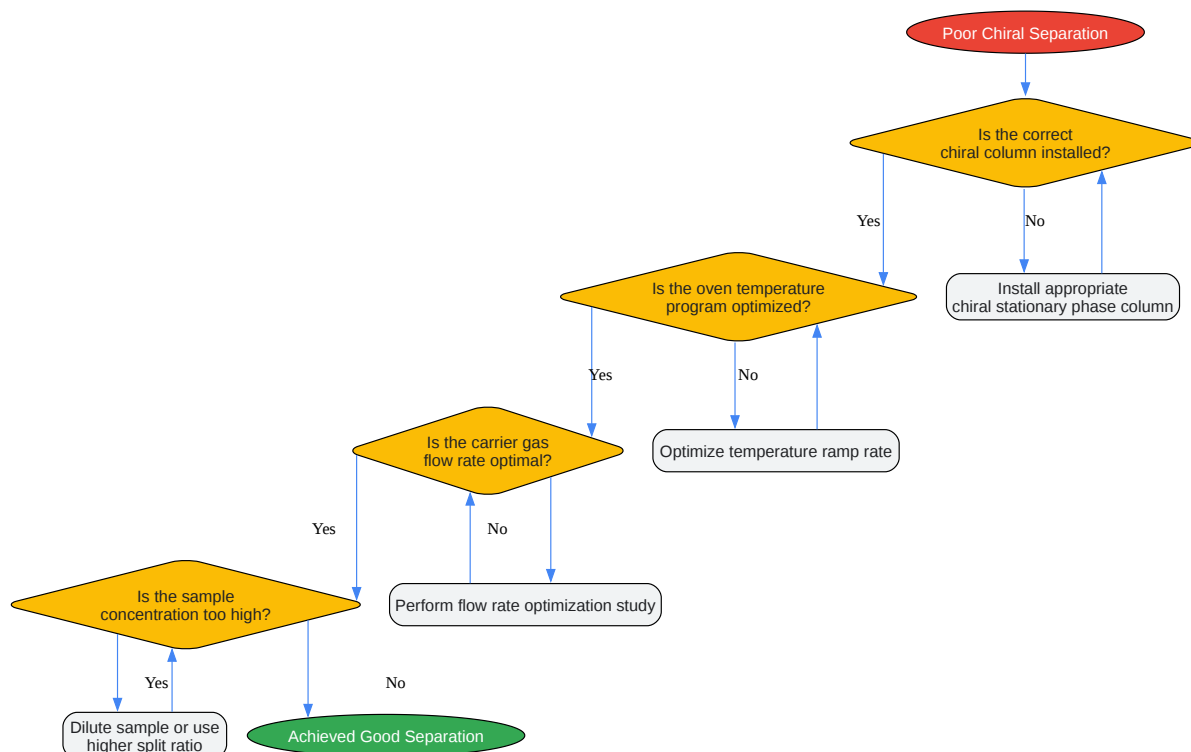 Poor Chiral Separation
Is the correct
chiral column installed?
Yes
No
Install appropriate
chiral stationary phase column
Is the oven temperature
program optimized?
Yes
No
Optimize temperature ramp rate
Is the carrier gas
flow rate optimal?
Yes
No
Perform flow rate optimization study
Is the sample
concentration too high?
Yes
No
Dilute sample or use
higher split ratio
Achieved Good Separation